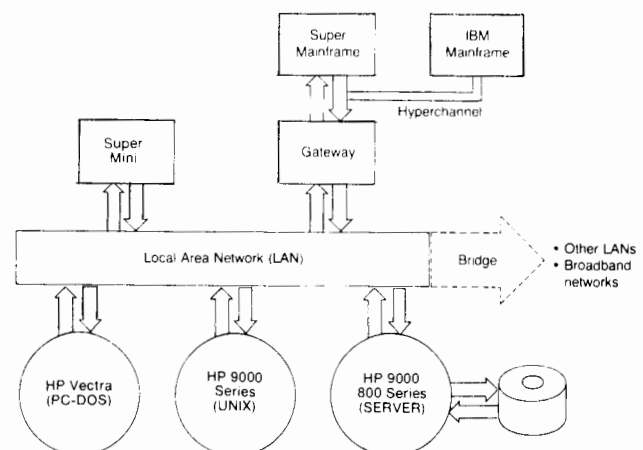 Super
Mainframe
IBM
Mainframe
Hyperchannel
Super
Mini
Gateway
Local Area Network (LAN)
Bridge
• Other LANs
• Broadband
networks
HP Vectra
(PC-DOS)
HP 9000
Series
(UNIX)
HP 9000
800 Series
(SERVER)